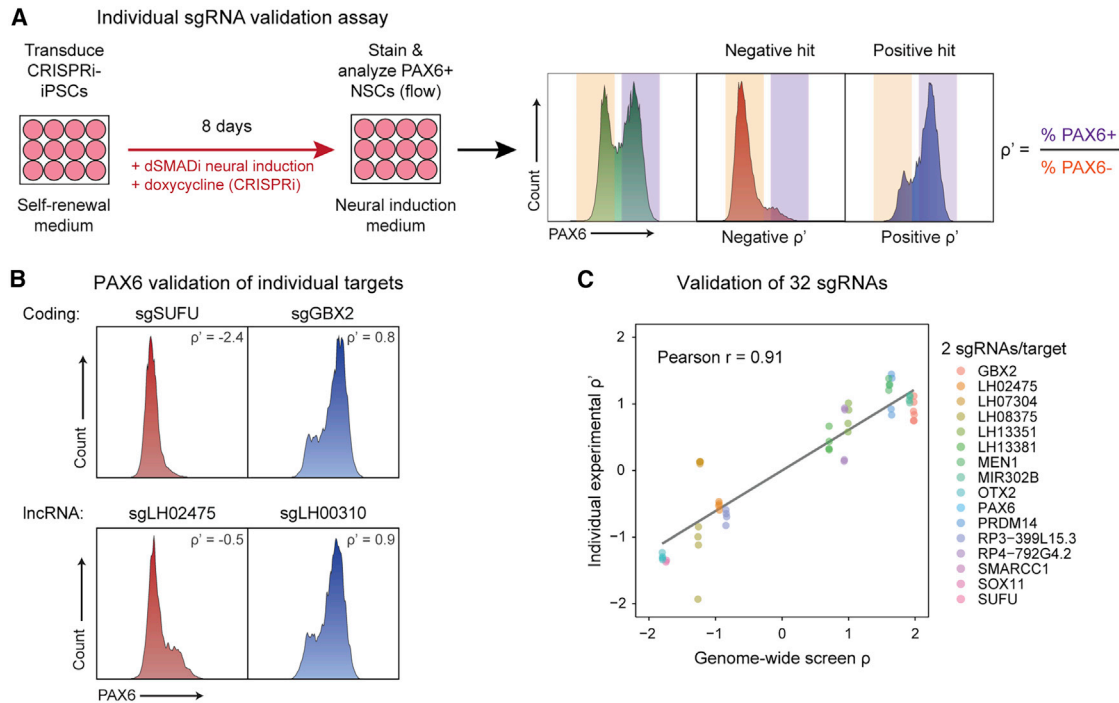 A
Individual sgRNA validation assay
Transduce
CRISPRi-
iPSCs
Self-renewal
medium
8 days
+ dSMADi neural induction
+ doxycycline (CRISPRi)
Stain &
analyze PAX6+
NSCs (flow)
Neural induction
medium
Count
PAX6
Negative hit
Negative ρ'
Positive hit
Positive ρ'
ρ' =
% PAX6+
% PAX6-
B
PAX6 validation of individual targets
Coding:
sgSUFU
sgGBX2
ρ' = -2.4
ρ' = 0.8
Count
lncRNA:
sgLH02475
sgLH00310
ρ' = -0.5
ρ' = 0.9
Count
PAX6
C
Validation of 32 sgRNAs
Pearson r = 0.91
Individual experimental ρ'
2
1
0
−1
−2
−2
−1
0
1
2
Genome-wide screen ρ
2 sgRNAs/target
GBX2
LH02475
LH07304
LH08375
LH13351
LH13381
MEN1
MIR302B
OTX2
PAX6
PRDM14
RP3−399L15.3
RP4−792G4.2
SMARCC1
SOX11
SUFU